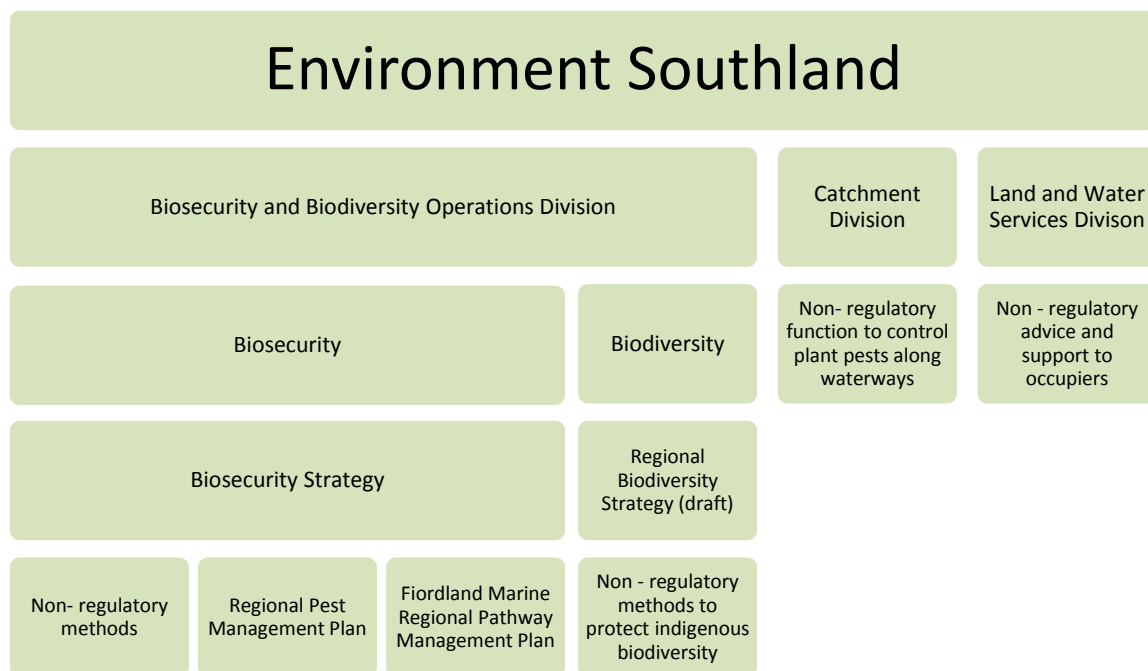 Environment Southland
Biosecurity and Biodiversity Operations Division
Catchment
Division
Land and Water
Services Divison
Biosecurity
Biodiversity
Non- regulatory
function to control
plant pests along
waterways
Non - regulatory
advice and
support to
occupiers
Biosecurity Strategy
Regional
Biodiversity
Strategy (draft)
Non- regulatory
methods
Regional Pest
Management Plan
Fiordland Marine
Regional Pathway
Management Plan
Non - regulatory
methods to
protect indigenous
biodiversity